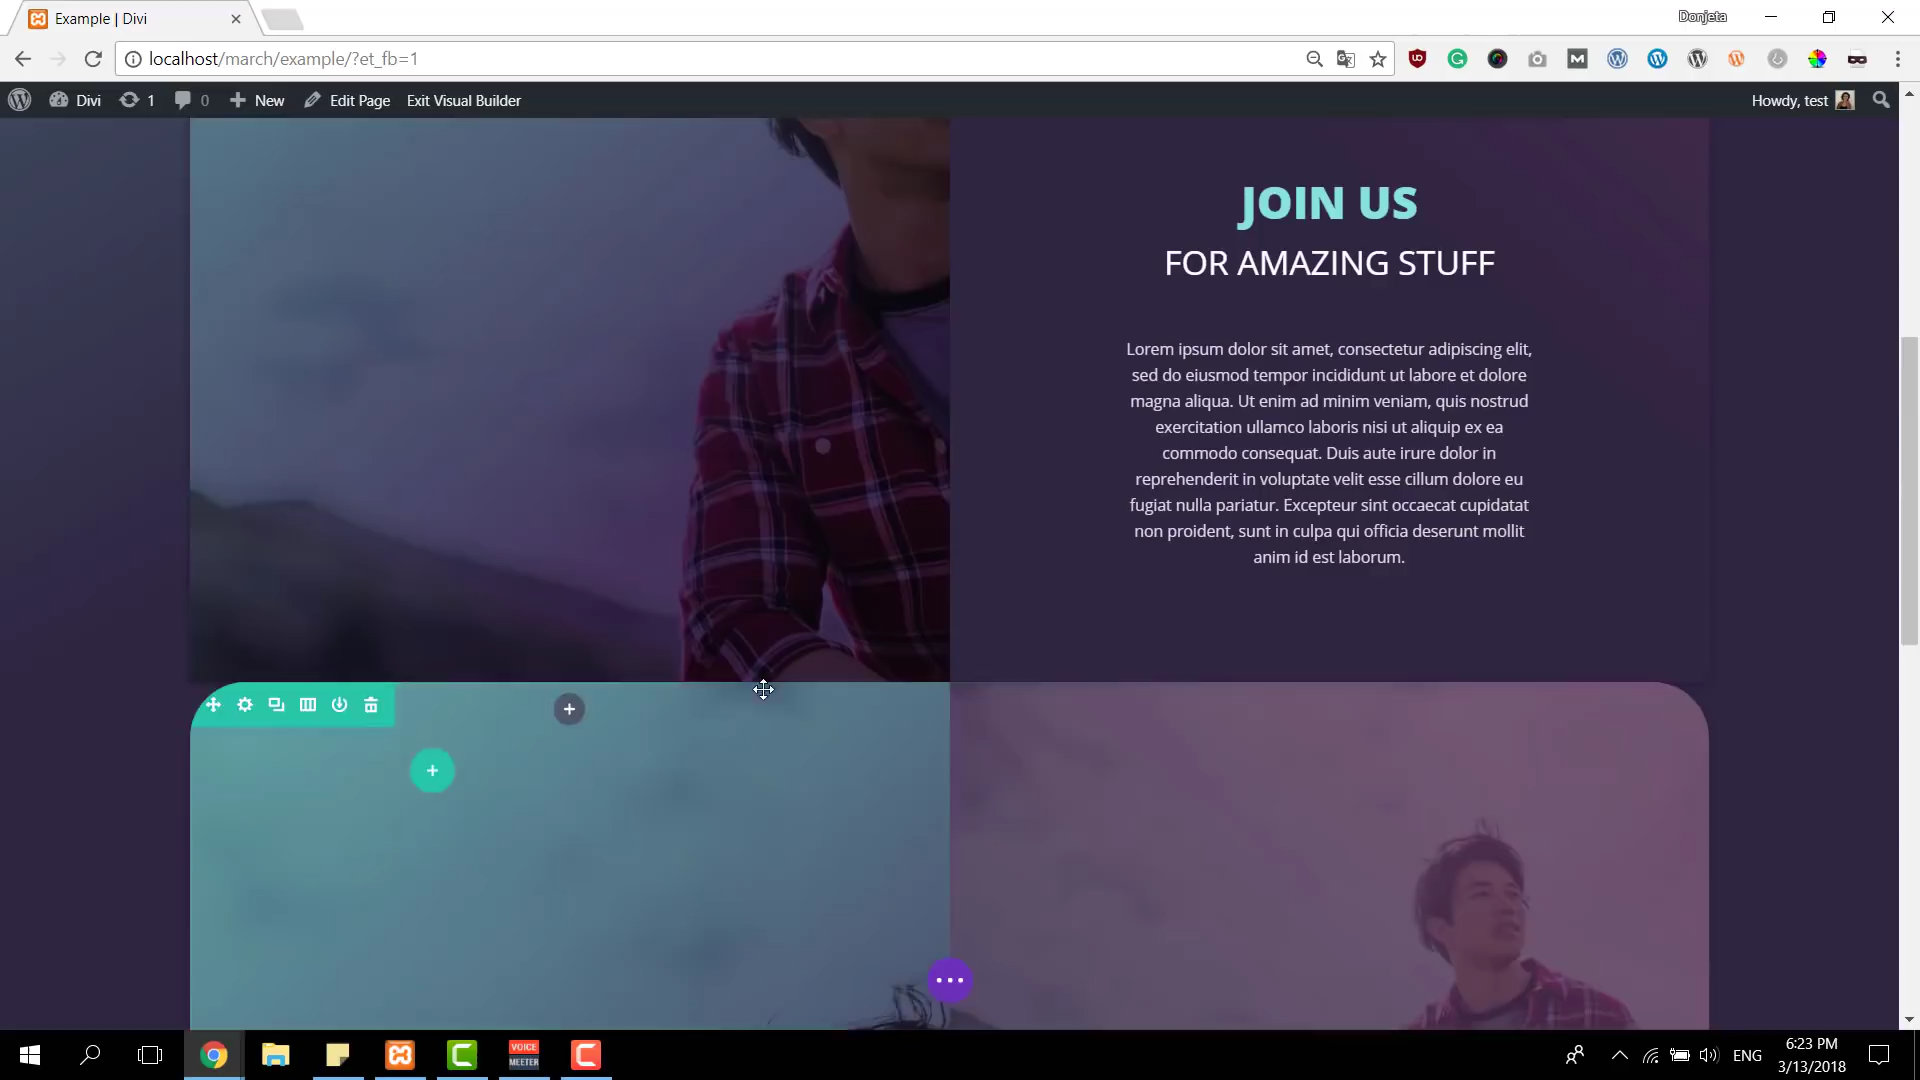 Example | Divi
Donjeta
localhost/march/example/?et_fb=1
Divi 1 0 New Edit Page Exit Visual Builder Howdy, test
JOIN US
FOR AMAZING STUFF
Lorem ipsum dolor sit amet, consectetur adipiscing elit,
sed do eiusmod tempor incididunt ut labore et dolore
magna aliqua. Ut enim ad minim veniam, quis nostrud
exercitation ullamco laboris nisi ut aliquip ex ea
commodo consequat. Duis aute irure dolor in
reprehenderit in voluptate velit esse cillum dolore eu
fugiat nulla pariatur. Excepteur sint occaecat cupidatat
non proident, sunt in culpa qui officia deserunt mollit
anim id est laborum.
VOICE
MEETER
ENG
6:23 PM
3/13/2018